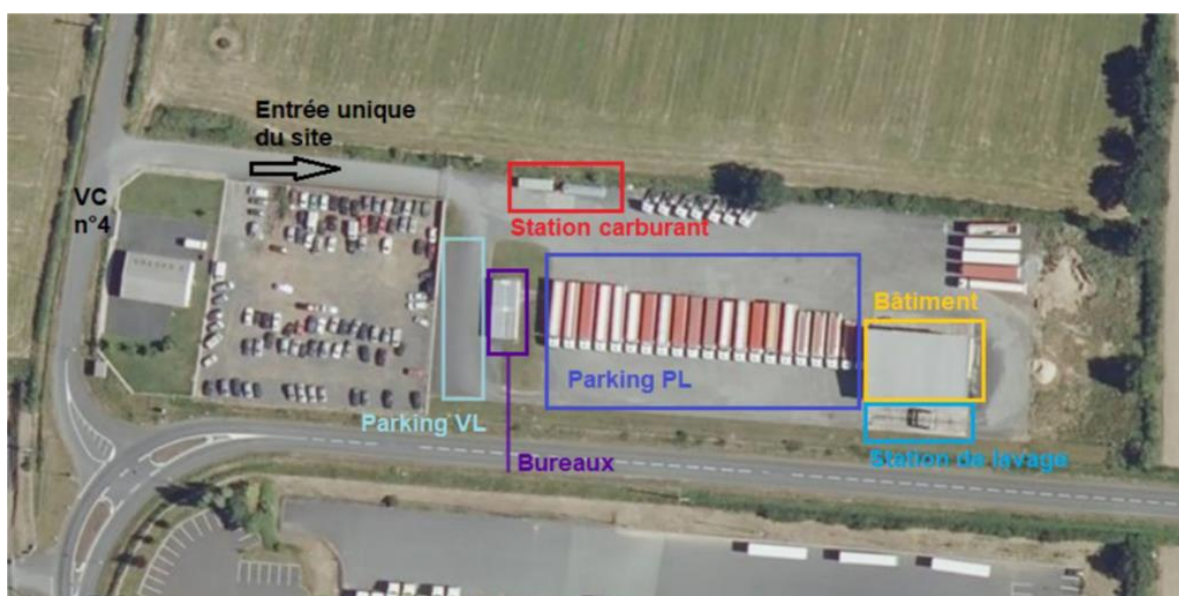 Entrée unique
du site
VC
n°4
Station carburant
Bâtiment
Parking PL
Parking VL
Station de lavage
Bureaux